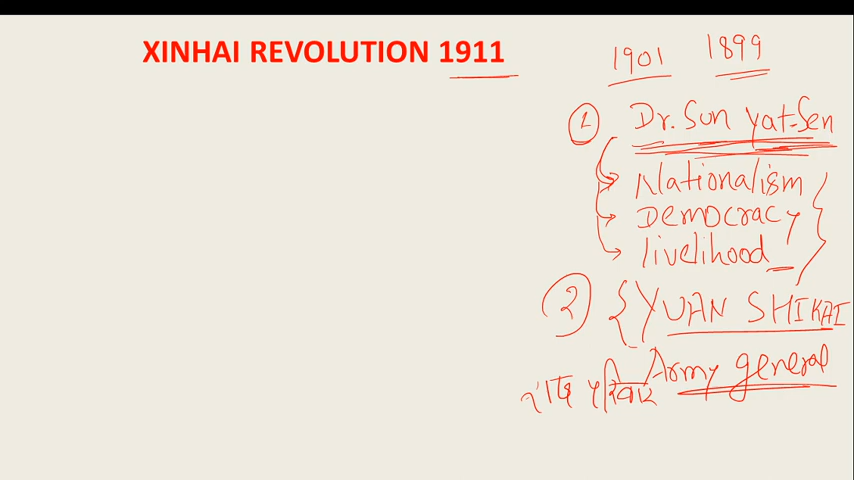 XINHAI REVOLUTION 1911
1901 1899
1 Dr. Sun Yat-Sen
Nationalism
Democracy
livelihood
2 YUAN SHIKAI
Army general